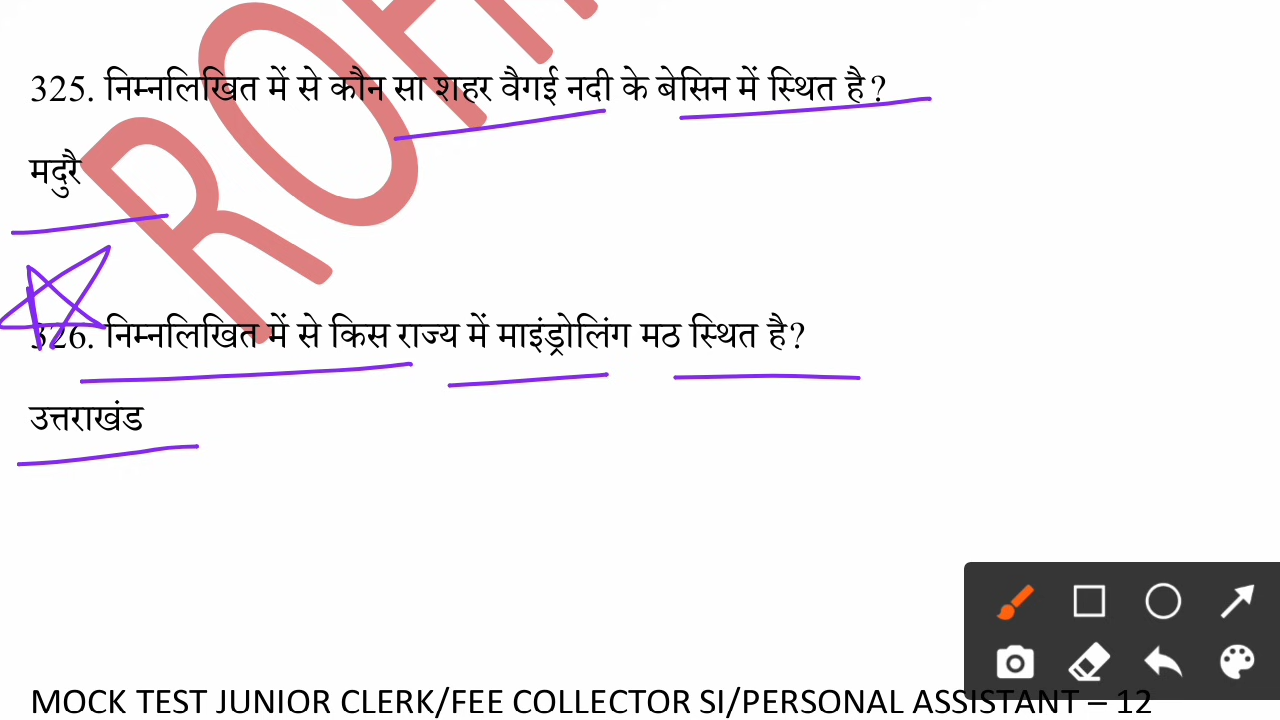 325. निम्नलिखित में से कौन सा शहर वैगई नदी के बेसिन में स्थित है?
मदुरै
326. निम्नलिखित में से किस राज्य में माइंड्रोलिंग मठ स्थित है?
उत्तराखंड
MOCK TEST JUNIOR CLERK/FEE COLLECTOR SI/PERSONAL ASSISTANT – 12